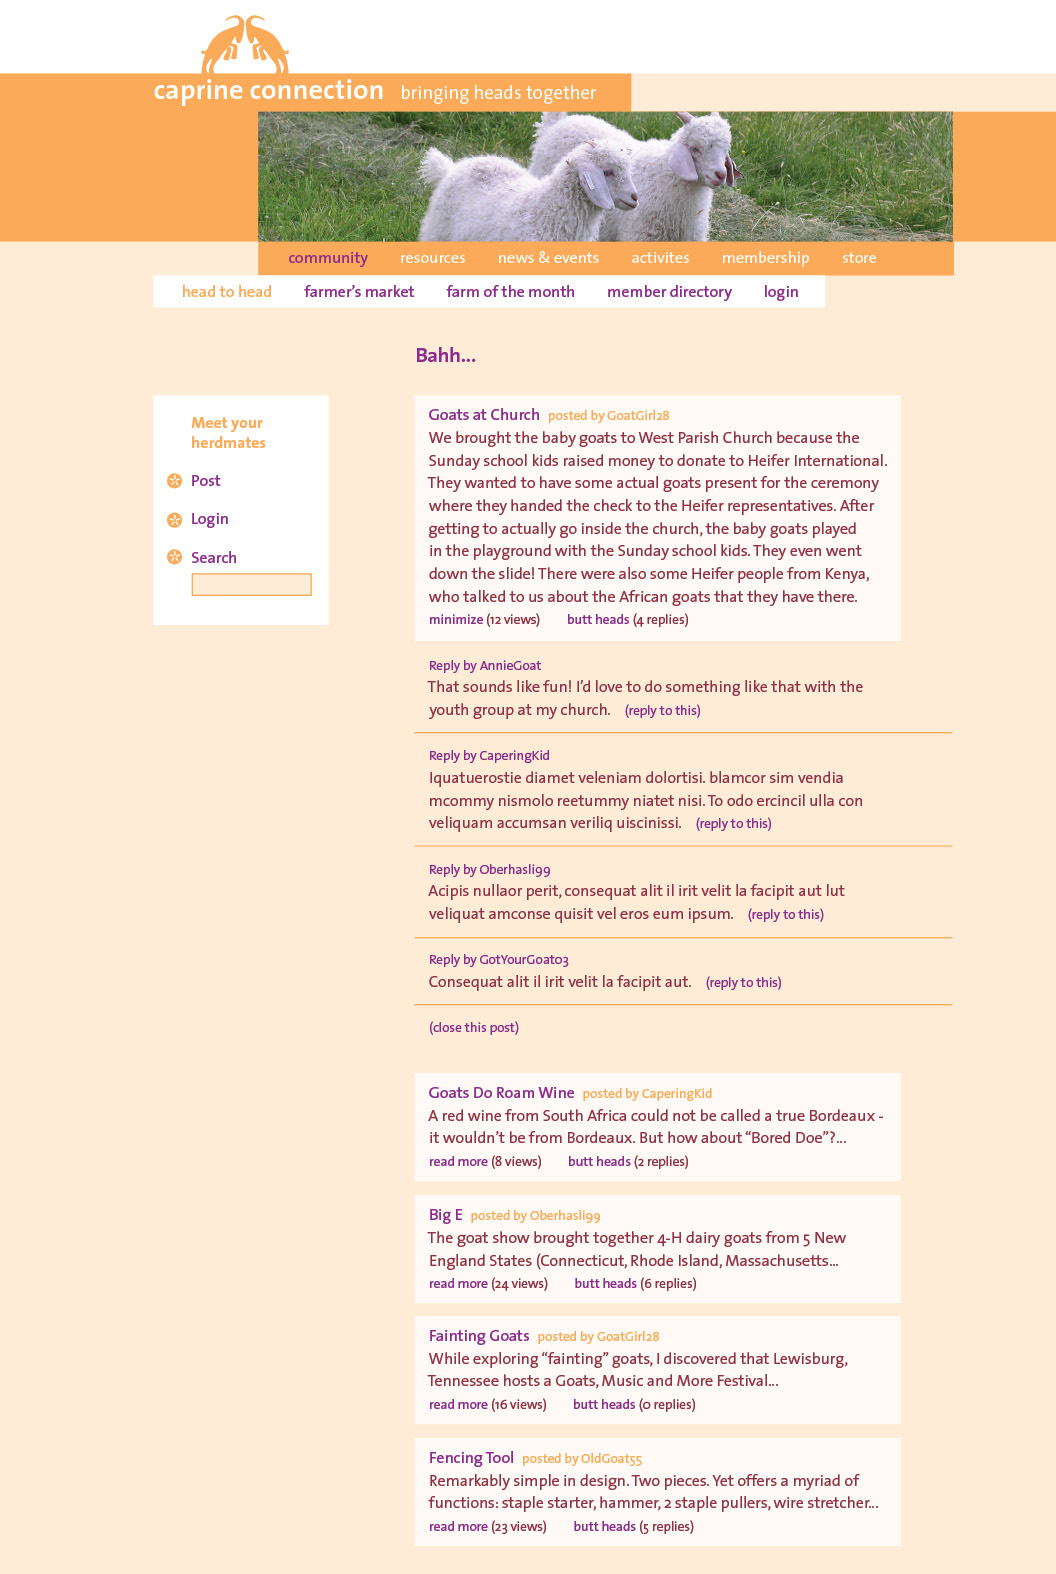 caprine connection bringing heads together
community resources news & events activites membership store
head to head farmer's market farm of the month member directory login
Bahh...
Meet your
herdmates
Post
Login
Search
Goats at Church posted by GoatGirl28
We brought the baby goats to West Parish Church because the
Sunday school kids raised money to donate to Heifer International.
They wanted to have some actual goats present for the ceremony
where they handed the check to the Heifer representatives. After
getting to actually go inside the church, the baby goats played
in the playground with the Sunday school kids. They even went
down the slide! There were also some Heifer people from Kenya,
who talked to us about the African goats that they have there.
minimize (12 views) butt heads (4 replies)
Reply by AnnieGoat
That sounds like fun! I'd love to do something like that with the
youth group at my church. (reply to this)
Reply by CaperingKid
Iquatuerostie diamet veleniam dolortisi. blamcor sim vendia
mcommy nismolo reetummy niatet nisi. To odo ercincil ulla con
veliquam accumsan veriliq uiscinissi. (reply to this)
Reply by Oberhasli99
Acipis nullaor perit, consequat alit il irit velit la facipit aut lut
veliquat amconse quisit vel eros eum ipsum. (reply to this)
Reply by GotYourGoat03
Consequat alit il irit velit la facipit aut. (reply to this)
(close this post)
Goats Do Roam Wine posted by CaperingKid
A red wine from South Africa could not be called a true Bordeaux -
it wouldn't be from Bordeaux. But how about “Bored Doe”?...
read more (8 views) butt heads (2 replies)
Big E posted by Oberhasli99
The goat show brought together 4-H dairy goats from 5 New
England States (Connecticut, Rhode Island, Massachusetts...
read more (24 views) butt heads (6 replies)
Fainting Goats posted by GoatGirl28
While exploring “fainting” goats, I discovered that Lewisburg,
Tennessee hosts a Goats, Music and More Festival...
read more (16 views) butt heads (0 replies)
Fencing Tool posted by OldGoat55
Remarkably simple in design. Two pieces. Yet offers a myriad of
functions: staple starter, hammer, 2 staple pullers, wire stretcher...
read more (23 views) butt heads (5 replies)